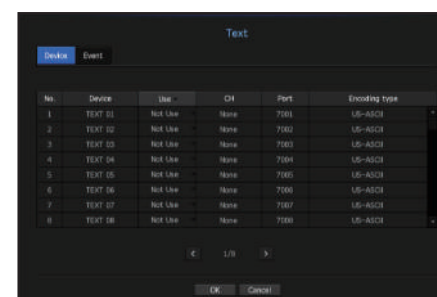 Text
Device Event
No. Device Use CH Port Encoding type
1 TEXT 01 Not Use None 7001 US-ASCII
2 TEXT 02 Not Use None 7002 US-ASCII
3 TEXT 03 Not Use None 7003 US-ASCII
4 TEXT 04 Not Use None 7004 US-ASCII
5 TEXT 05 Not Use None 7005 US-ASCII
6 TEXT 06 Not Use None 7006 US-ASCII
7 TEXT 07 Not Use None 7007 US-ASCII
8 TEXT 08 Not Use None 7008 US-ASCII
< 1/8 >
OK Cancel